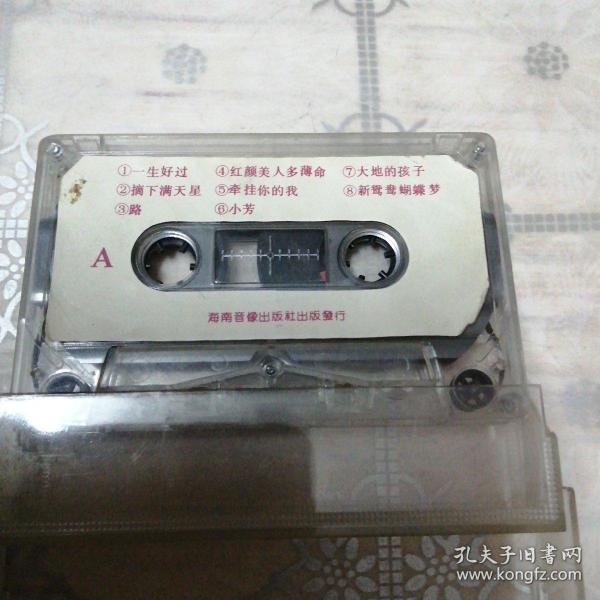 ①一生好过 ④红颜美人多薄命 ⑦大地的孩子
②摘下满天星 ⑤牵挂你的我 ⑧新鸳鸯蝴蝶梦
③路 ⑥小芳
A
海南音像出版社出版發行
孔夫子旧書网
www.kongfz.com